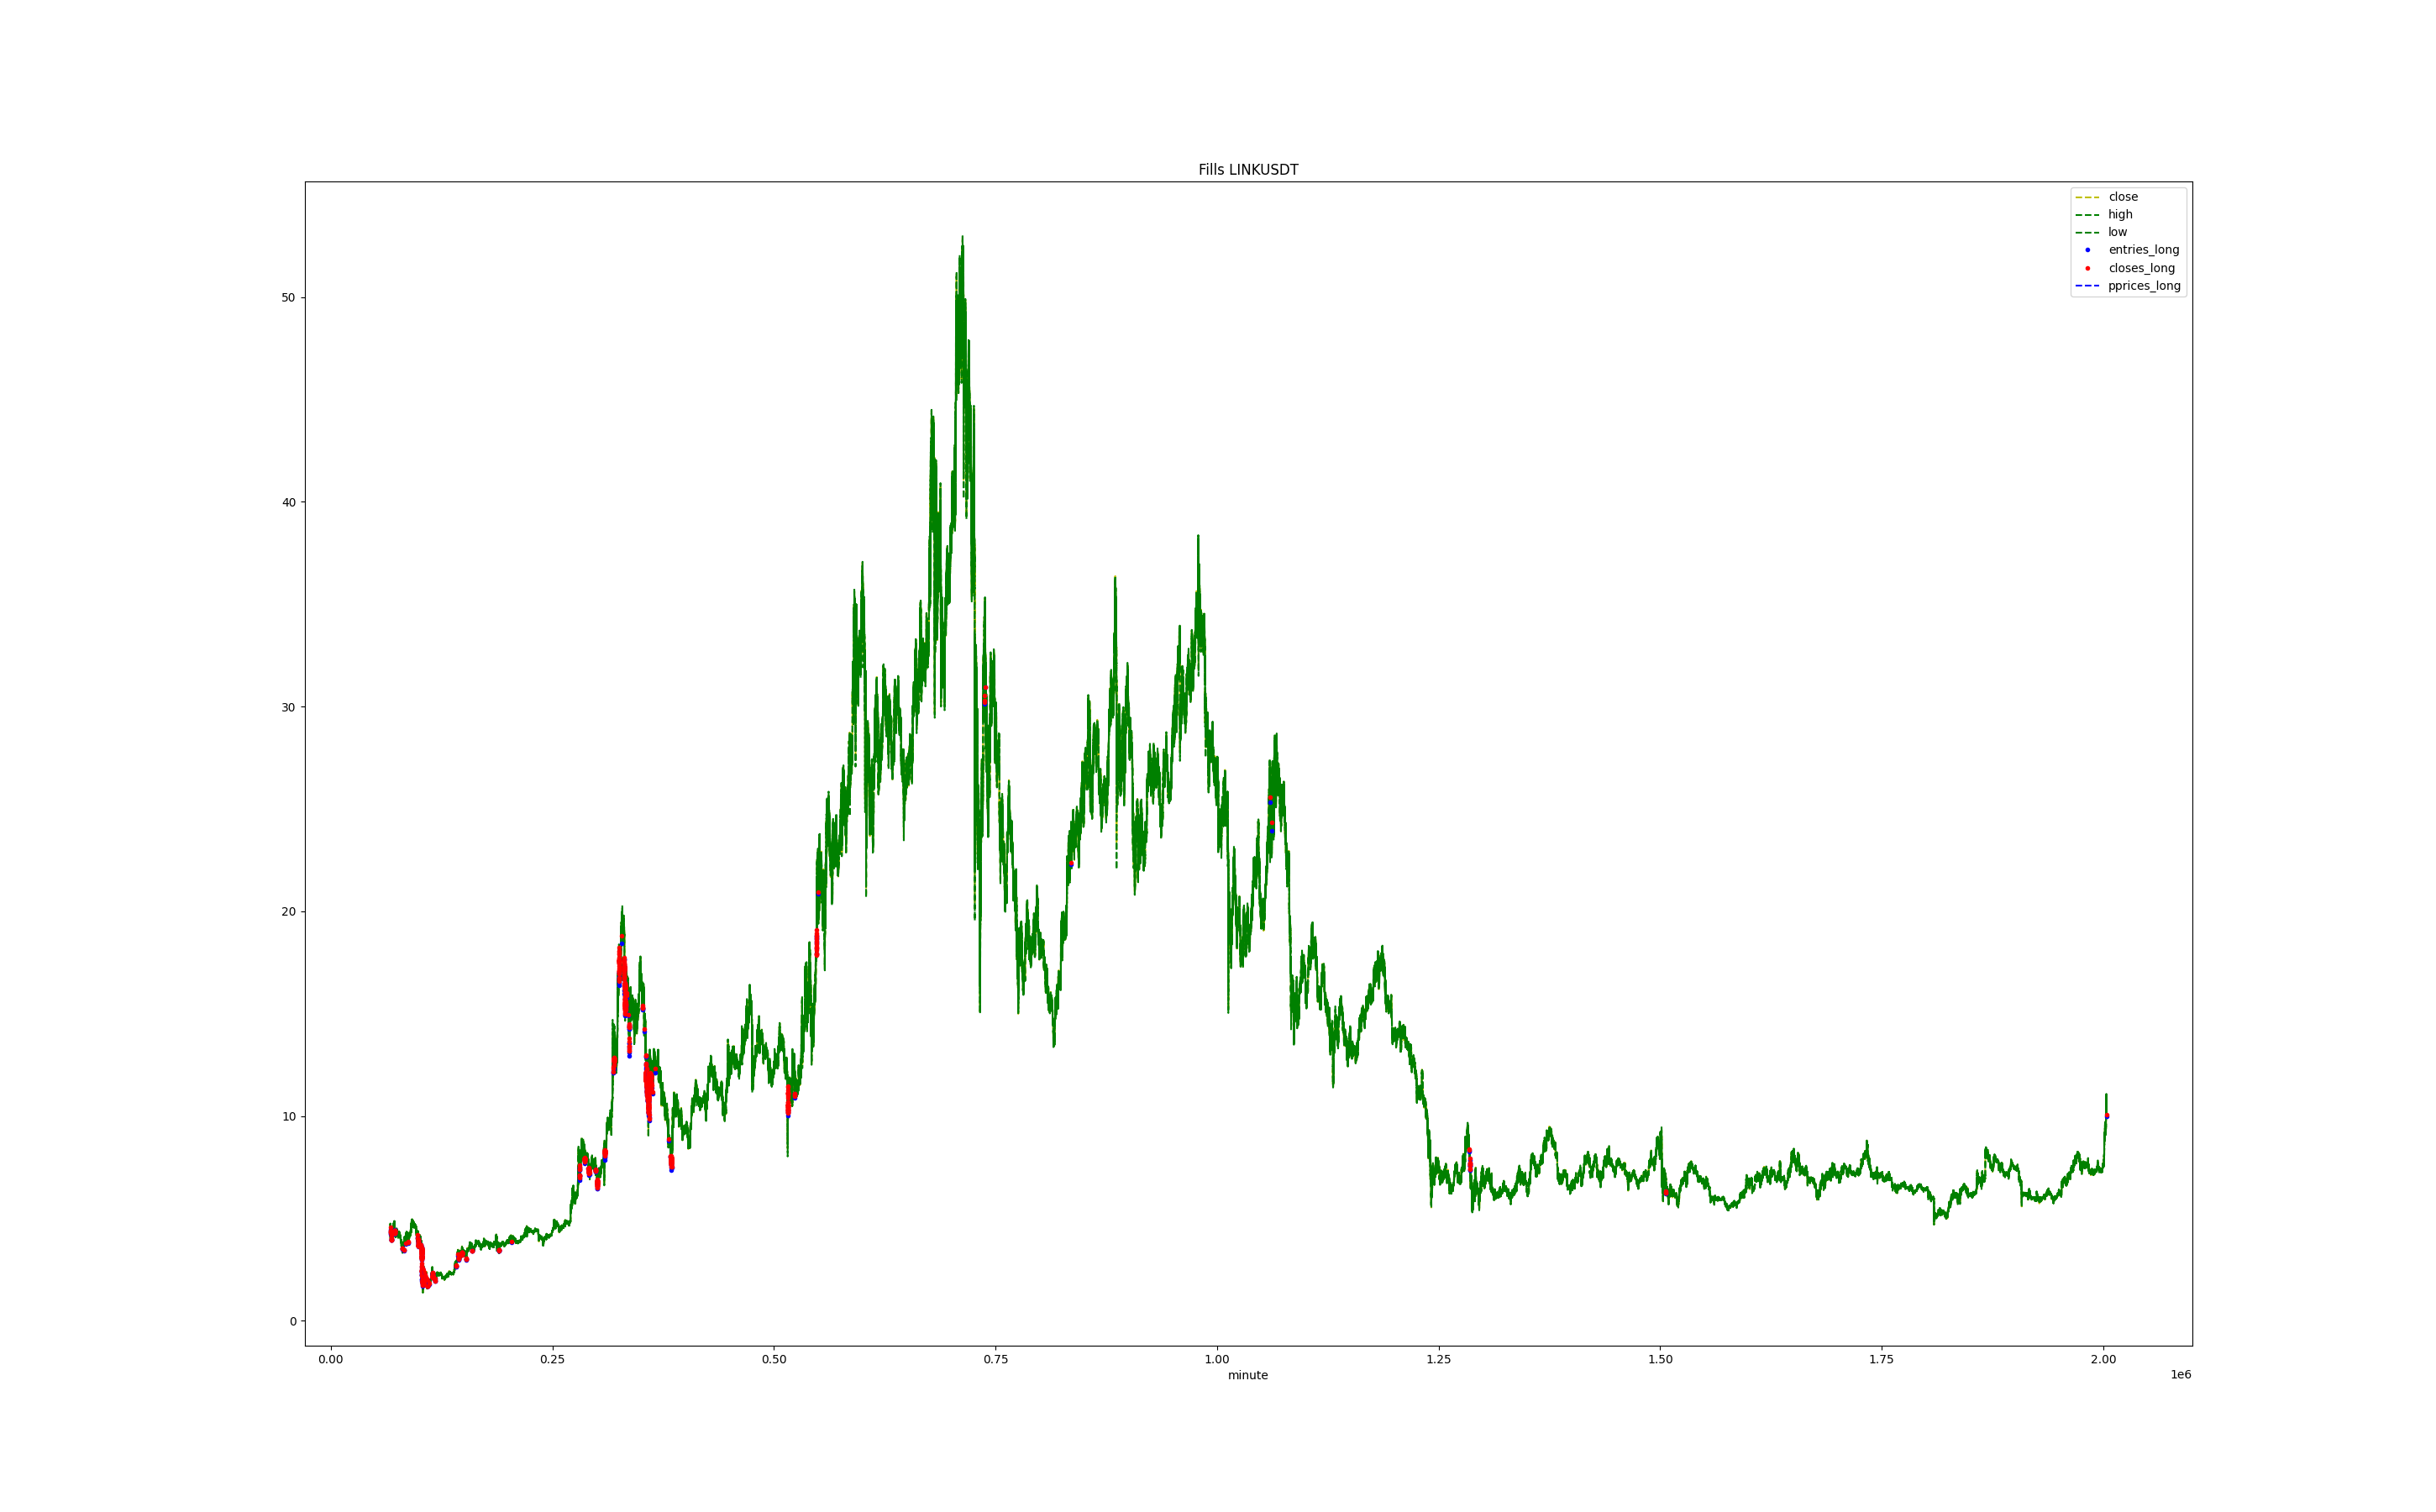 Fills LINKUSDT
close
high
low
entries_long
closes_long
pprices_long
50
40
30
20
10
0
0.00 0.25 0.50 0.75 1.00 1.25 1.50 1.75 2.00
minute 1e6